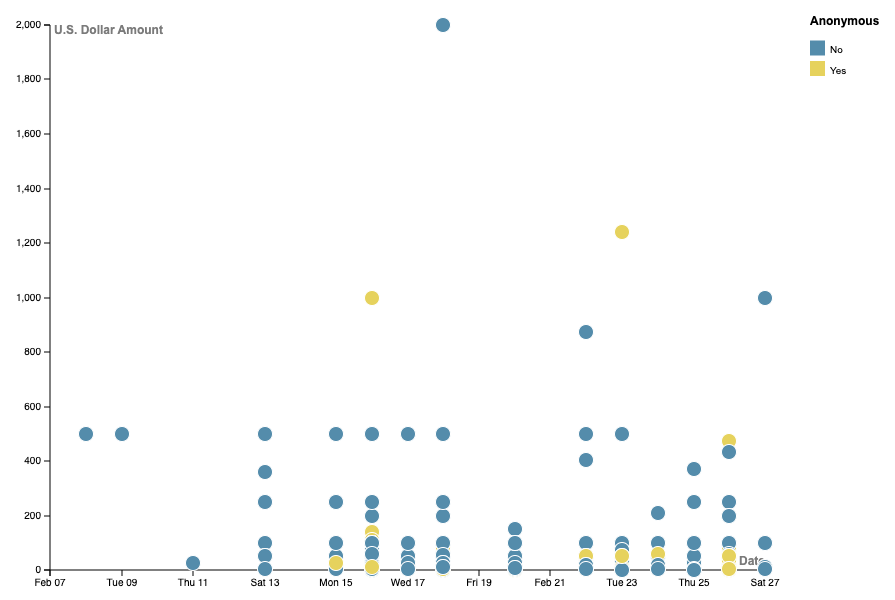 U.S. Dollar Amount
Anonymous
No
Yes
2,000
1,800
1,600
1,400
1,200
1,000
800
600
400
200
0
Date
Feb 07
Tue 09
Thu 11
Sat 13
Mon 15
Wed 17
Fri 19
Feb 21
Tue 23
Thu 25
Sat 27